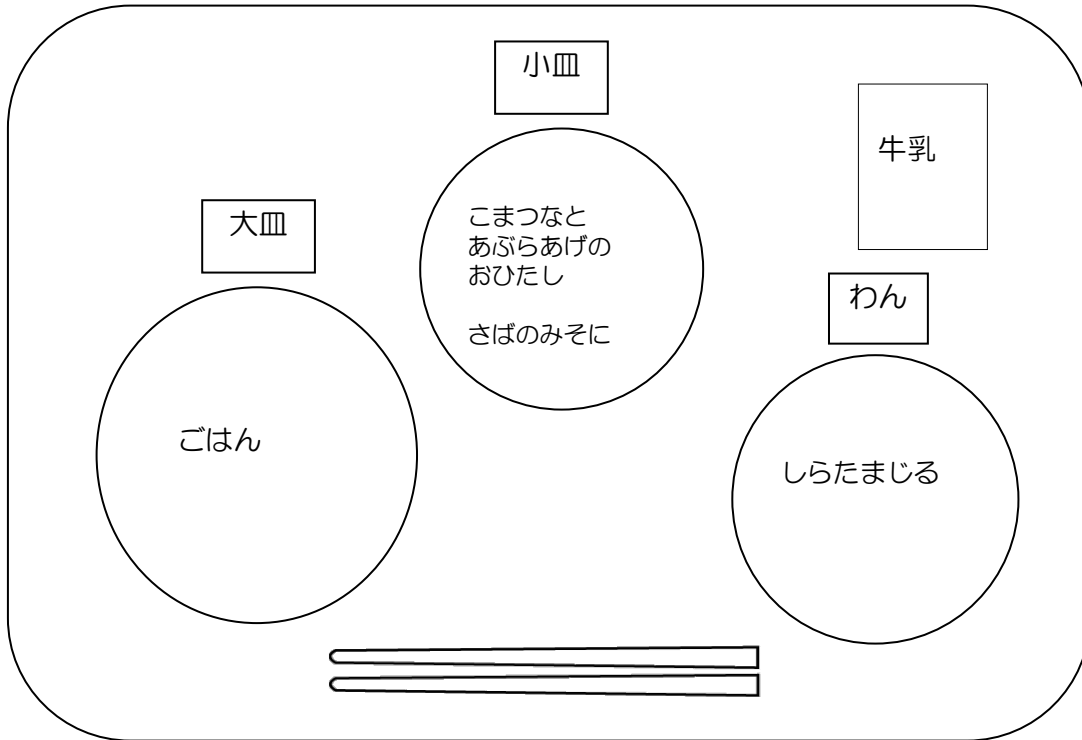 小皿
牛乳
大皿
こまつなと
あぶらあげの
おひたし
さばのみそに
わん
ごはん
しらたまじる